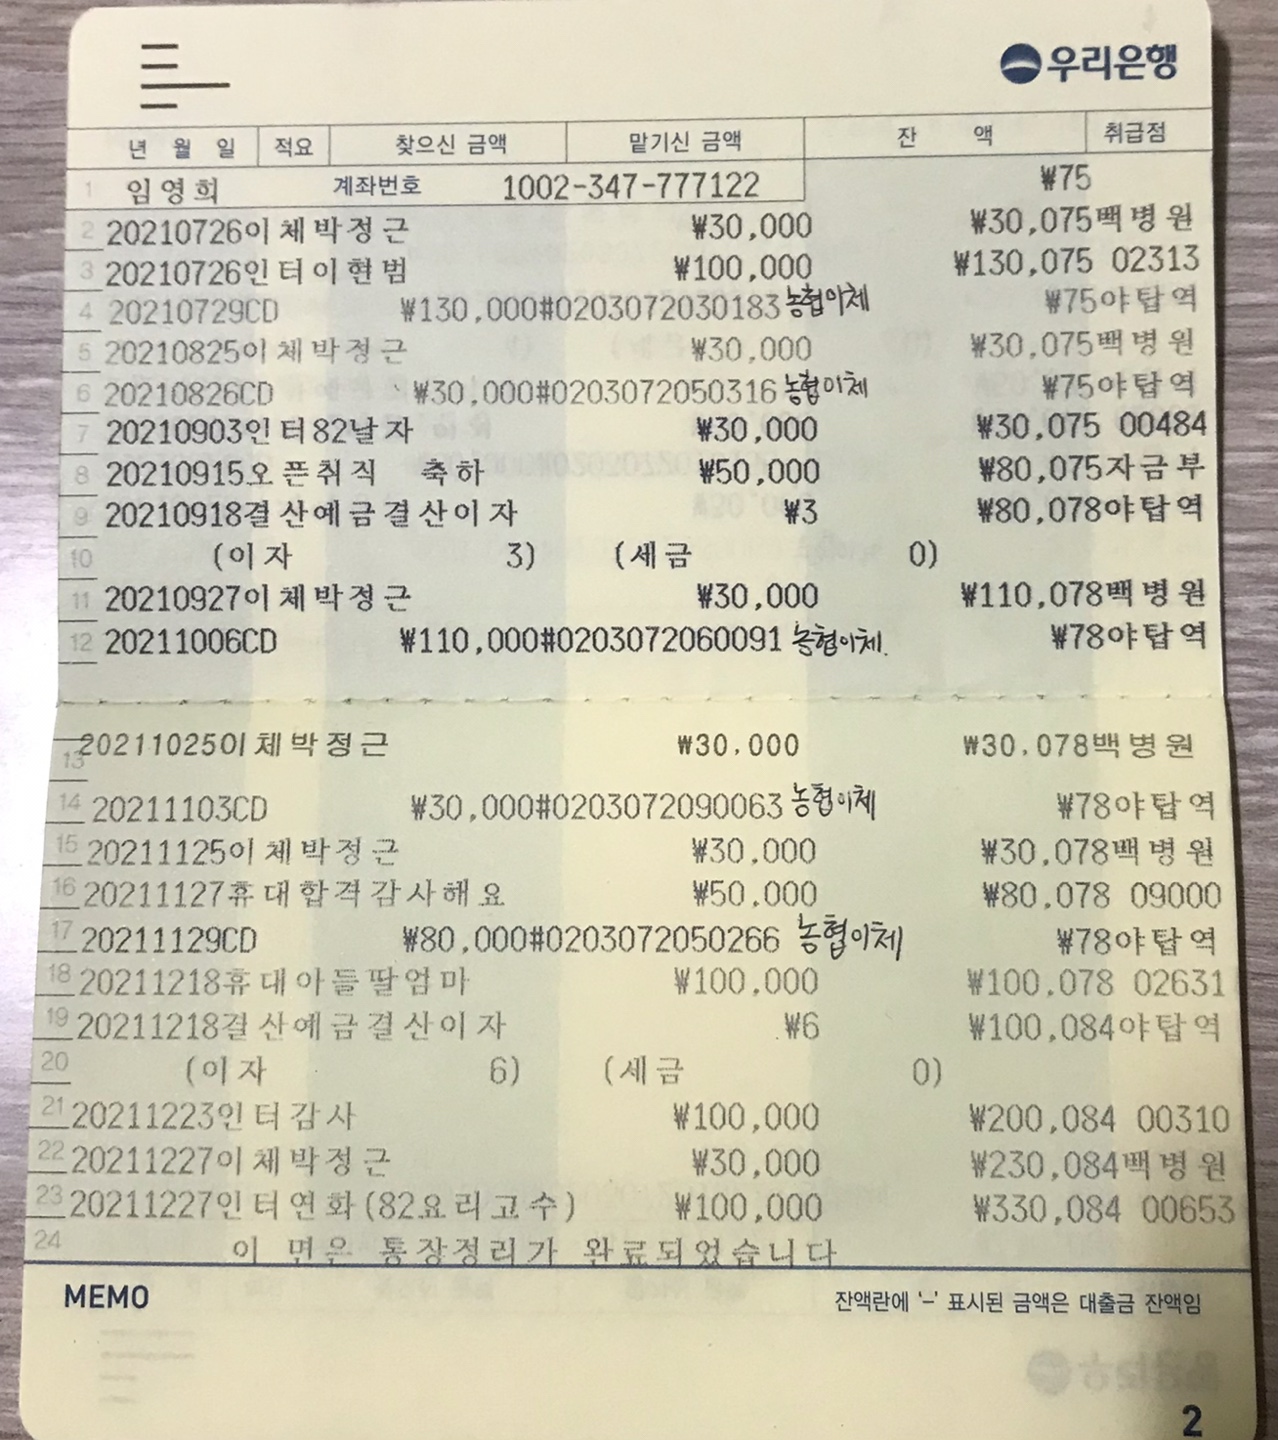 우리은행
년 월 일 적요 찾으신 금액 맡기신 금액 잔 액 취급점
1 임영희 계좌번호 1002-347-777122 ₩75
2 20210726이체박정근 ₩30,000 ₩30,075백병원
3 20210726인터이현범 ₩100,000 ₩130,075 02313
4 20210729CD ₩130,000#0203072030183 농협이체 ₩75야탑역
5 20210825이체박정근 ₩30,000 ₩30,075백병원
6 20210826CD ₩30,000#0203072050316 농협이체 ₩75야탑역
7 20210903인터82날자 ₩30,000 ₩30,075 00484
8 20210915오픈취직 축하 ₩50,000 ₩80,075자금부
9 20210918결산예금결산이자 ₩3 ₩80,078야탑역
10 (이자 3) (세금 0)
11 20210927이체박정근 ₩30,000 ₩110,078백병원
12 20211006CD ₩110,000#0203072060091 농협이체. ₩78야탑역
13 20211025이체박정근 ₩30,000 ₩30,078백병원
14 20211103CD ₩30,000#0203072090063 농협이체 ₩78야탑역
15 20211125이체박정근 ₩30,000 ₩30,078백병원
16 20211127휴대합격감사해요 ₩50,000 ₩80,078 09000
17 20211129CD ₩80,000#0203072050266 농협이체 ₩78야탑역
18 20211218휴대아들딸엄마 ₩100,000 ₩100,078 02631
19 20211218결산예금결산이자 ₩6 ₩100,084야탑역
20 (이자 6) (세금 0)
21 20211223인터감사 ₩100,000 ₩200,084 00310
22 20211227이체박정근 ₩30,000 ₩230,084백병원
23 20211227인터연화(82요리고수) ₩100,000 ₩330,084 00653
24 이 면은 통장정리가 완료되었습니다
MEMO 잔액란에 '-' 표시된 금액은 대출금 잔액임
2